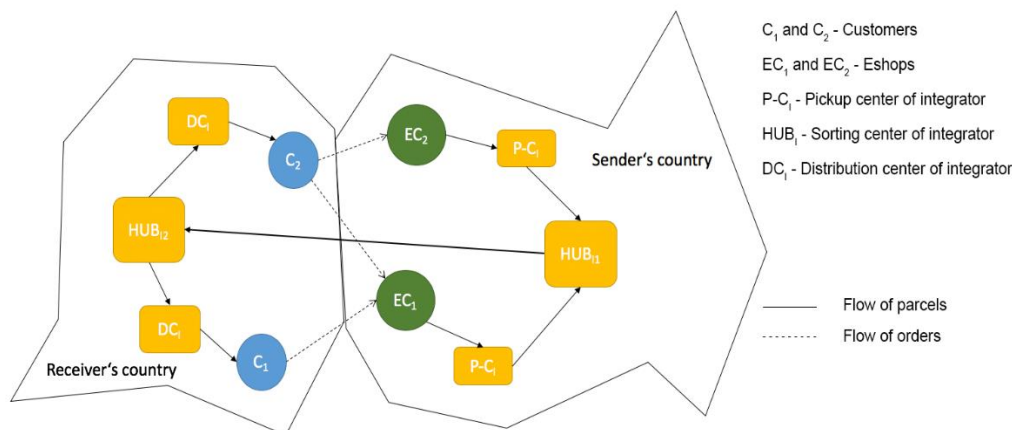 C₁ and C₂ - Customers
EC₁ and EC₂ - Eshops
P-Cᵢ - Pickup center of integrator
HUBᵢ - Sorting center of integrator
DCᵢ - Distribution center of integrator
DCᵢ
C₂
EC₂
P-Cᵢ
Sender's country
HUBᵢ₂
HUBᵢ₁
EC₁
DCᵢ
C₁
P-Cᵢ
Receiver's country
Flow of parcels
Flow of orders